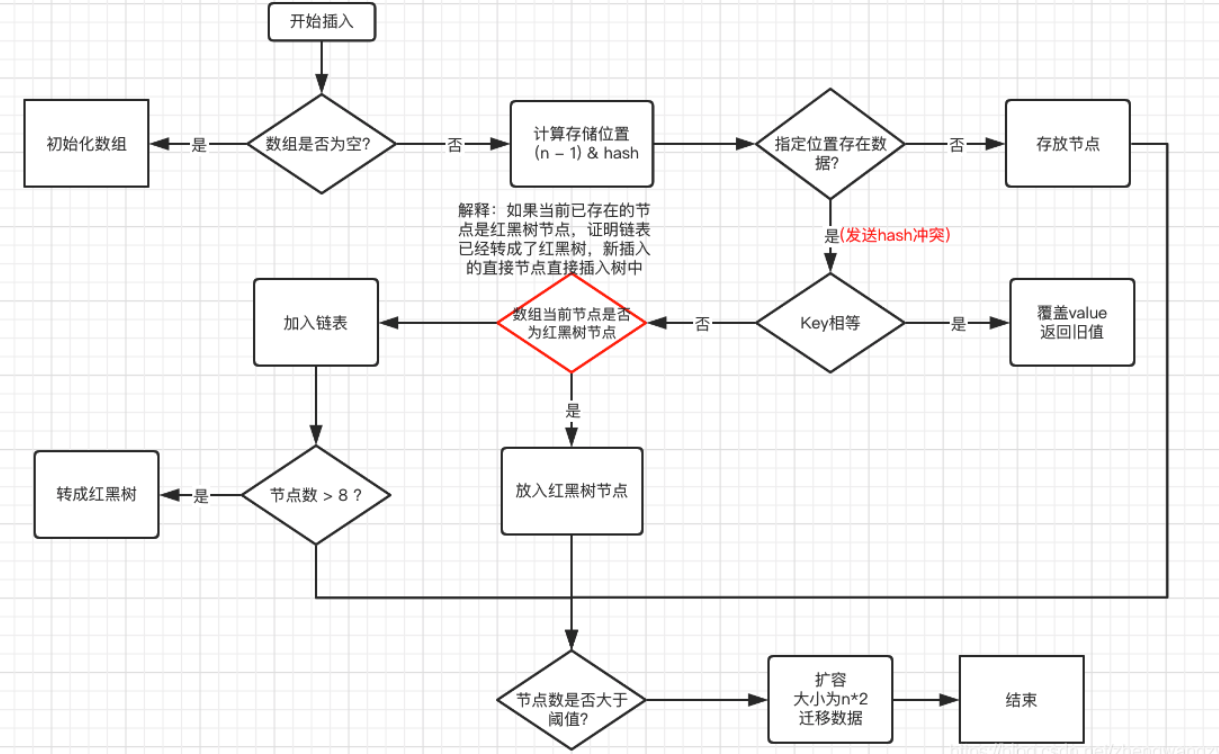 开始插入
初始化数组
是
数组是否为空?
否
计算存储位置
(n - 1) & hash
指定位置存在数
据?
否
存放节点
解释：如果当前已存在的节
点是红黑树节点，证明链表
已经转成了红黑树，新插入
的直接节点直接插入树中
是(发送hash冲突)
加入链表
数组当前节点是否
为红黑树节点
否
Key相等
是
覆盖value
返回旧值
是
转成红黑树
是
节点数 > 8 ?
放入红黑树节点
节点数是否大于
阈值?
扩容
大小为n*2
迁移数据
结束